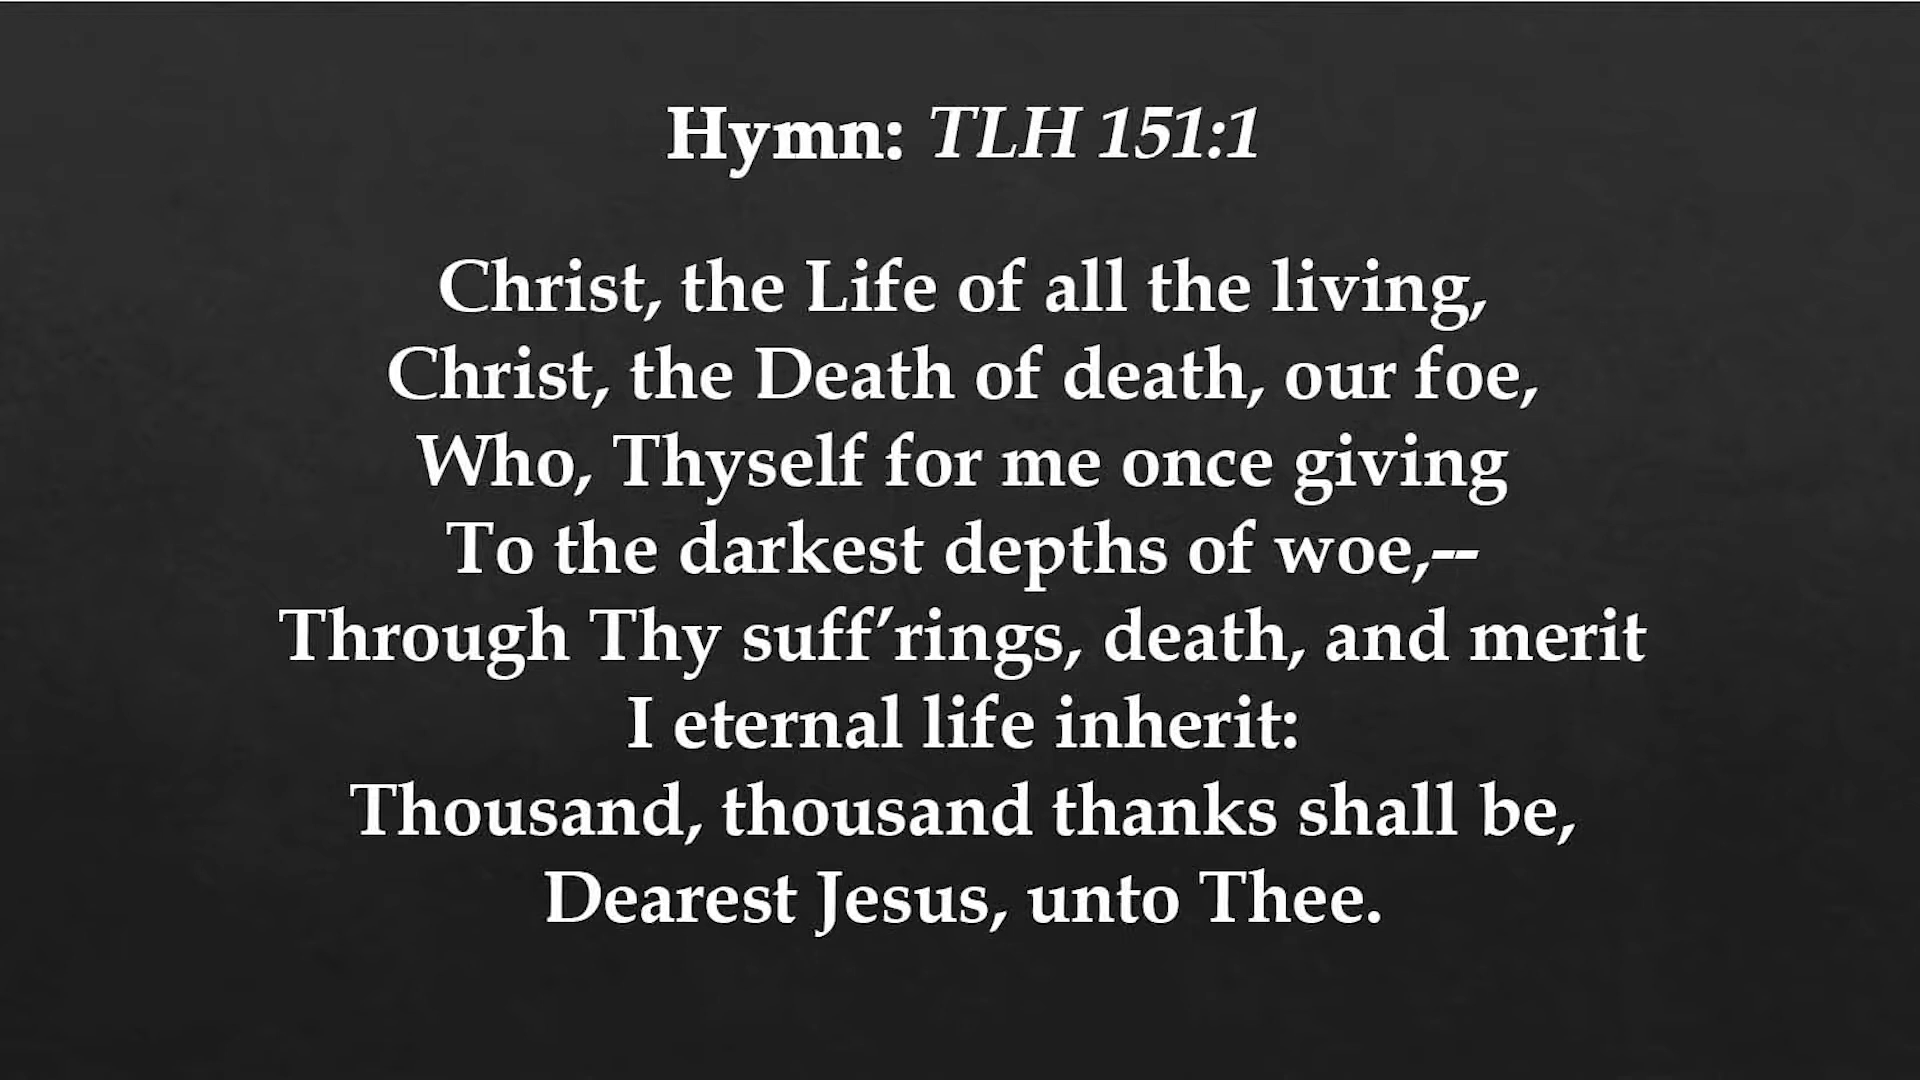 Hymn: TLH 151:1
Christ, the Life of all the living,
Christ, the Death of death, our foe,
Who, Thyself for me once giving
To the darkest depths of woe,--
Through Thy suff’rings, death, and merit
I eternal life inherit:
Thousand, thousand thanks shall be,
Dearest Jesus, unto Thee.